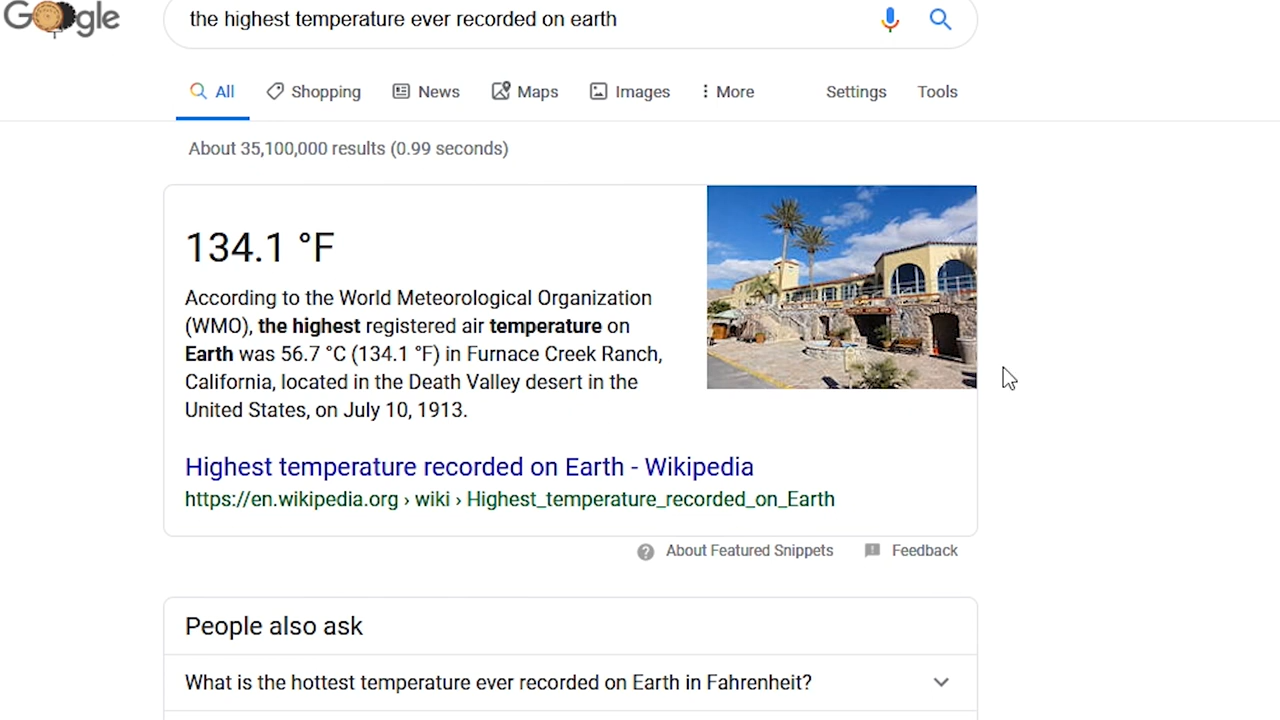 Google
the highest temperature ever recorded on earth
All Shopping News Maps Images More Settings Tools
About 35,100,000 results (0.99 seconds)
134.1 °F
According to the World Meteorological Organization
(WMO), the highest registered air temperature on
Earth was 56.7 °C (134.1 °F) in Furnace Creek Ranch,
California, located in the Death Valley desert in the
United States, on July 10, 1913.
Highest temperature recorded on Earth - Wikipedia
https://en.wikipedia.org › wiki › Highest_temperature_recorded_on_Earth
About Featured Snippets Feedback
People also ask
What is the hottest temperature ever recorded on Earth in Fahrenheit?